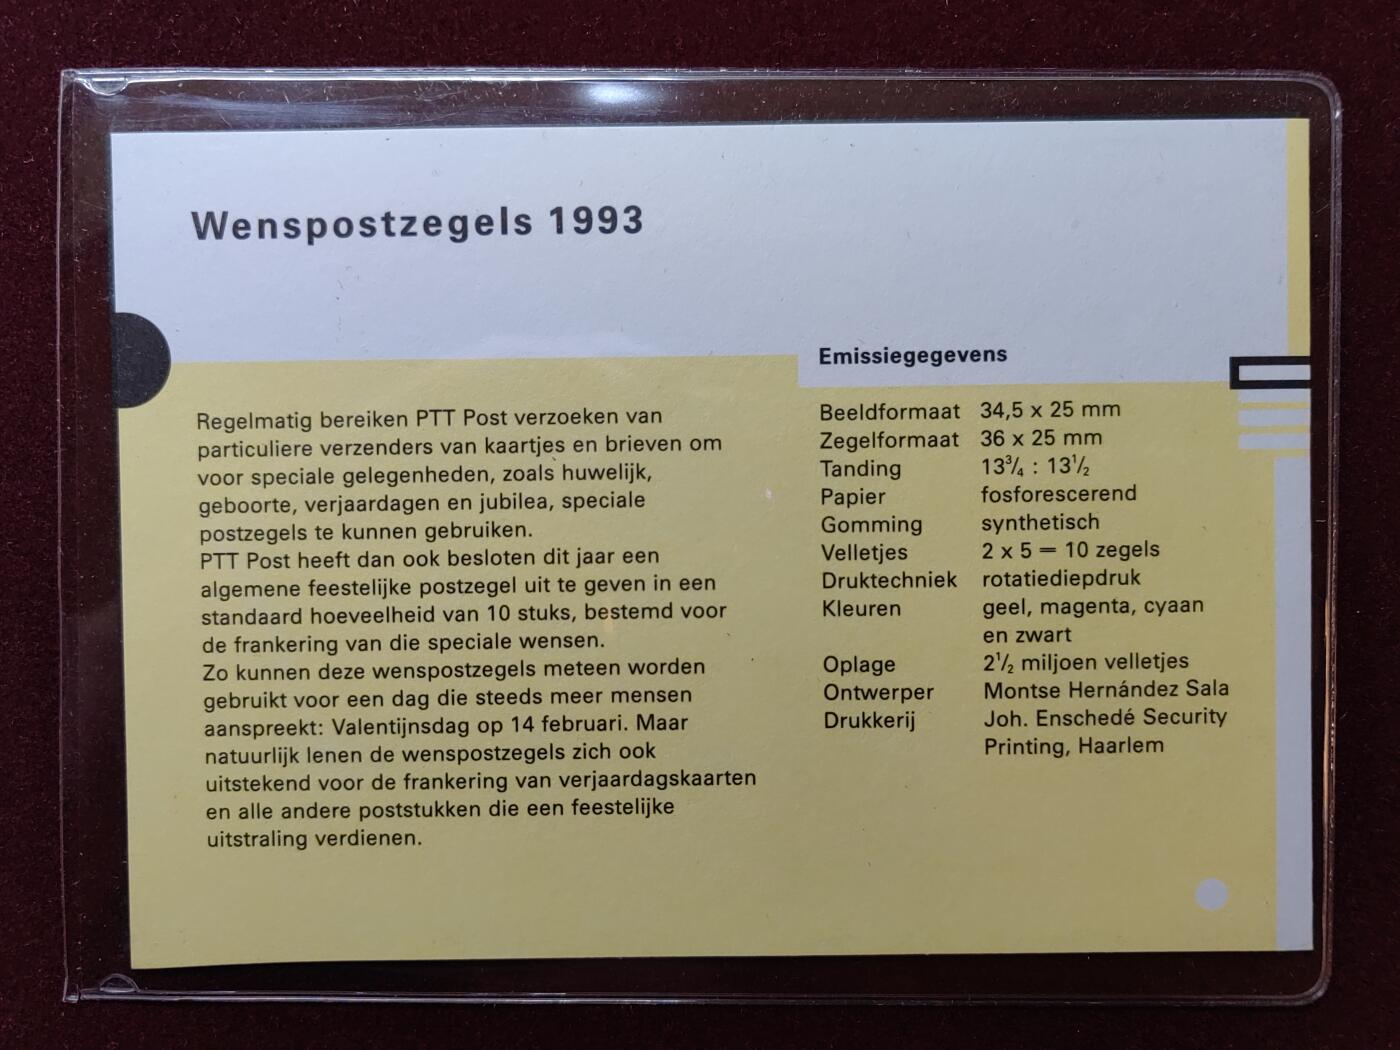 Wenspostzegels 1993
Regelmatig bereiken PTT Post verzoeken van
particuliere verzenders van kaartjes en brieven om
voor speciale gelegenheden, zoals huwelijk,
geboorte, verjaardagen en jubilea, speciale
postzegels te kunnen gebruiken.
PTT Post heeft dan ook besloten dit jaar een
algemene feestelijke postzegel uit te geven in een
standaard hoeveelheid van 10 stuks, bestemd voor
de frankering van die speciale wensen.
Zo kunnen deze wenspostzegels meteen worden
gebruikt voor een dag die steeds meer mensen
aanspreekt: Valentijnsdag op 14 februari. Maar
natuurlijk lenen de wenspostzegels zich ook
uitstekend voor de frankering van verjaardagskaarten
en alle andere poststukken die een feestelijke
uitstraling verdienen.
Emissiegegevens
Beeldformaat 34,5 x 25 mm
Zegelformaat 36 x 25 mm
Tanding 13³/₄ : 13¹/₂
Papier fosforescerend
Gomming synthetisch
Velletjes 2 x 5 = 10 zegels
Druktechniek rotatiediepdruk
Kleuren geel, magenta, cyaan
en zwart
Oplage 2¹/₂ miljoen velletjes
Ontwerper Montse Hernández Sala
Drukkerij Joh. Enschedé Security
Printing, Haarlem